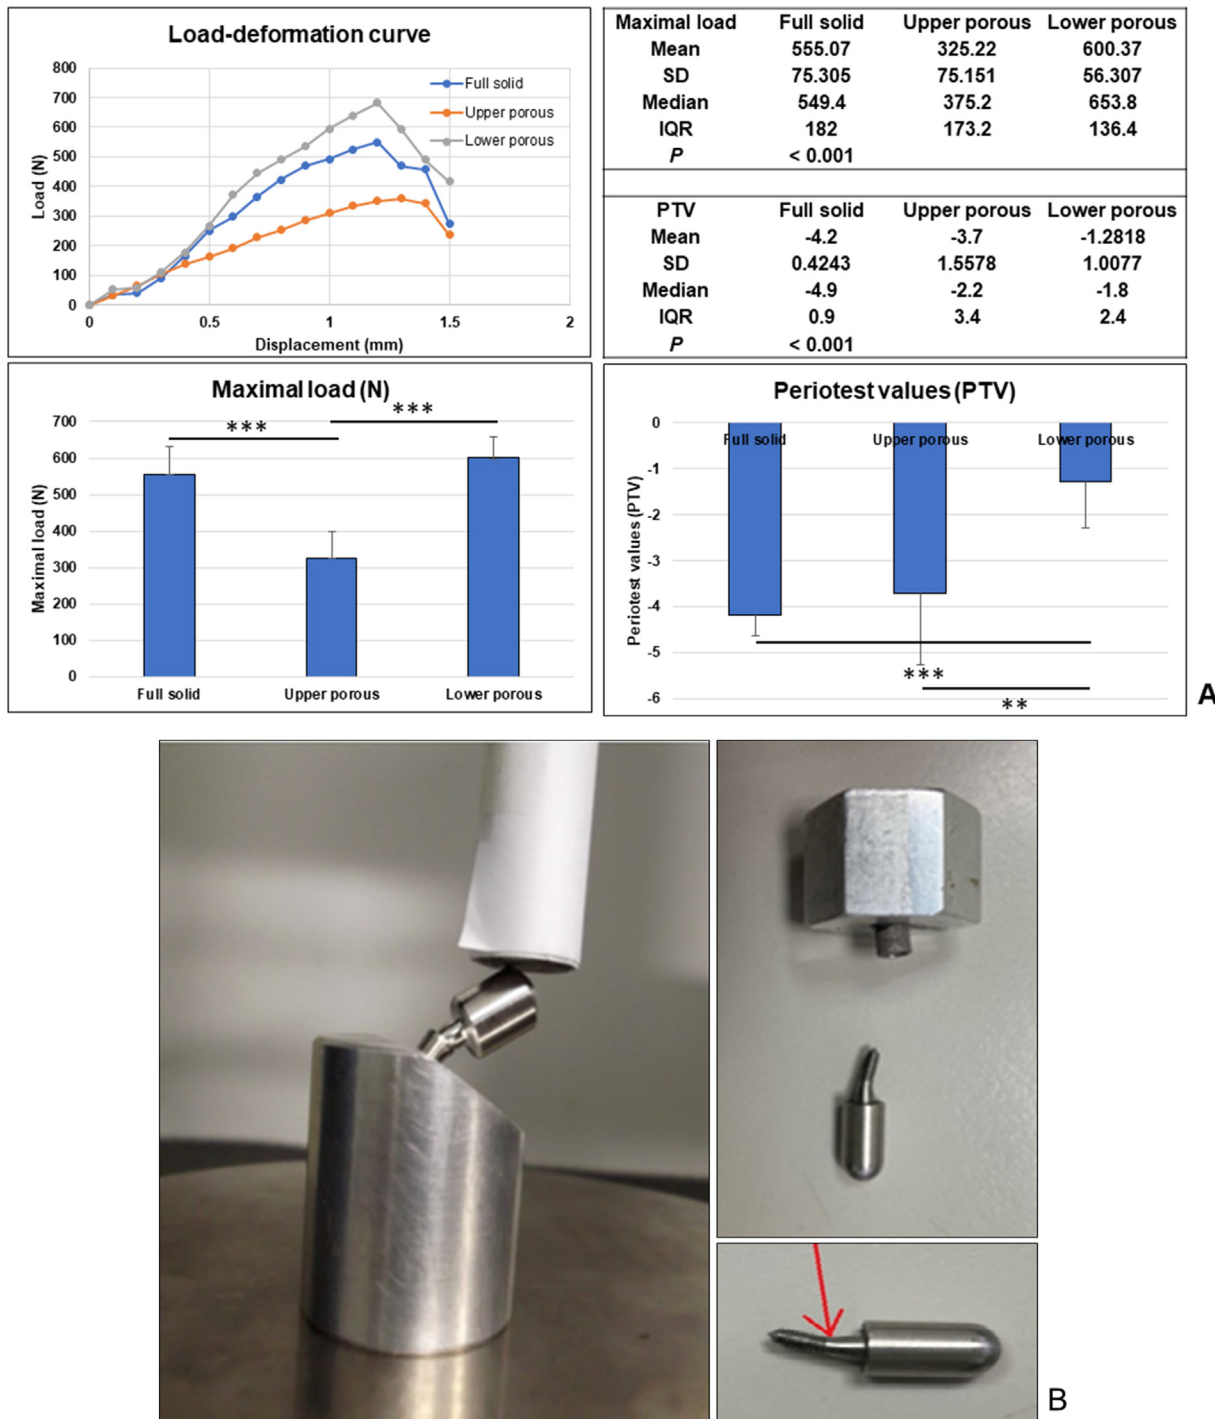 Load-deformation curve
800
700
600
500
400
300
200
100
0
Load (N)
0
0.5
1
1.5
2
Displacement (mm)
Full solid
Upper porous
Lower porous
Maximal load Full solid Upper porous Lower porous
Mean 555.07 325.22 600.37
SD 75.305 75.151 56.307
Median 549.4 375.2 653.8
IQR 182 173.2 136.4
P < 0.001
PTV Full solid Upper porous Lower porous
Mean -4.2 -3.7 -1.2818
SD 0.4243 1.5578 1.0077
Median -4.9 -2.2 -1.8
IQR 0.9 3.4 2.4
P < 0.001
Maximal load (N)
***
***
700
600
500
400
300
200
100
0
Maximal load (N)
Full solid
Upper porous
Lower porous
Periotest values (PTV)
0
-1
-2
-3
-4
-5
-6
Periotest values (PTV)
Full solid
Upper porous
Lower porous
***
**
A
B